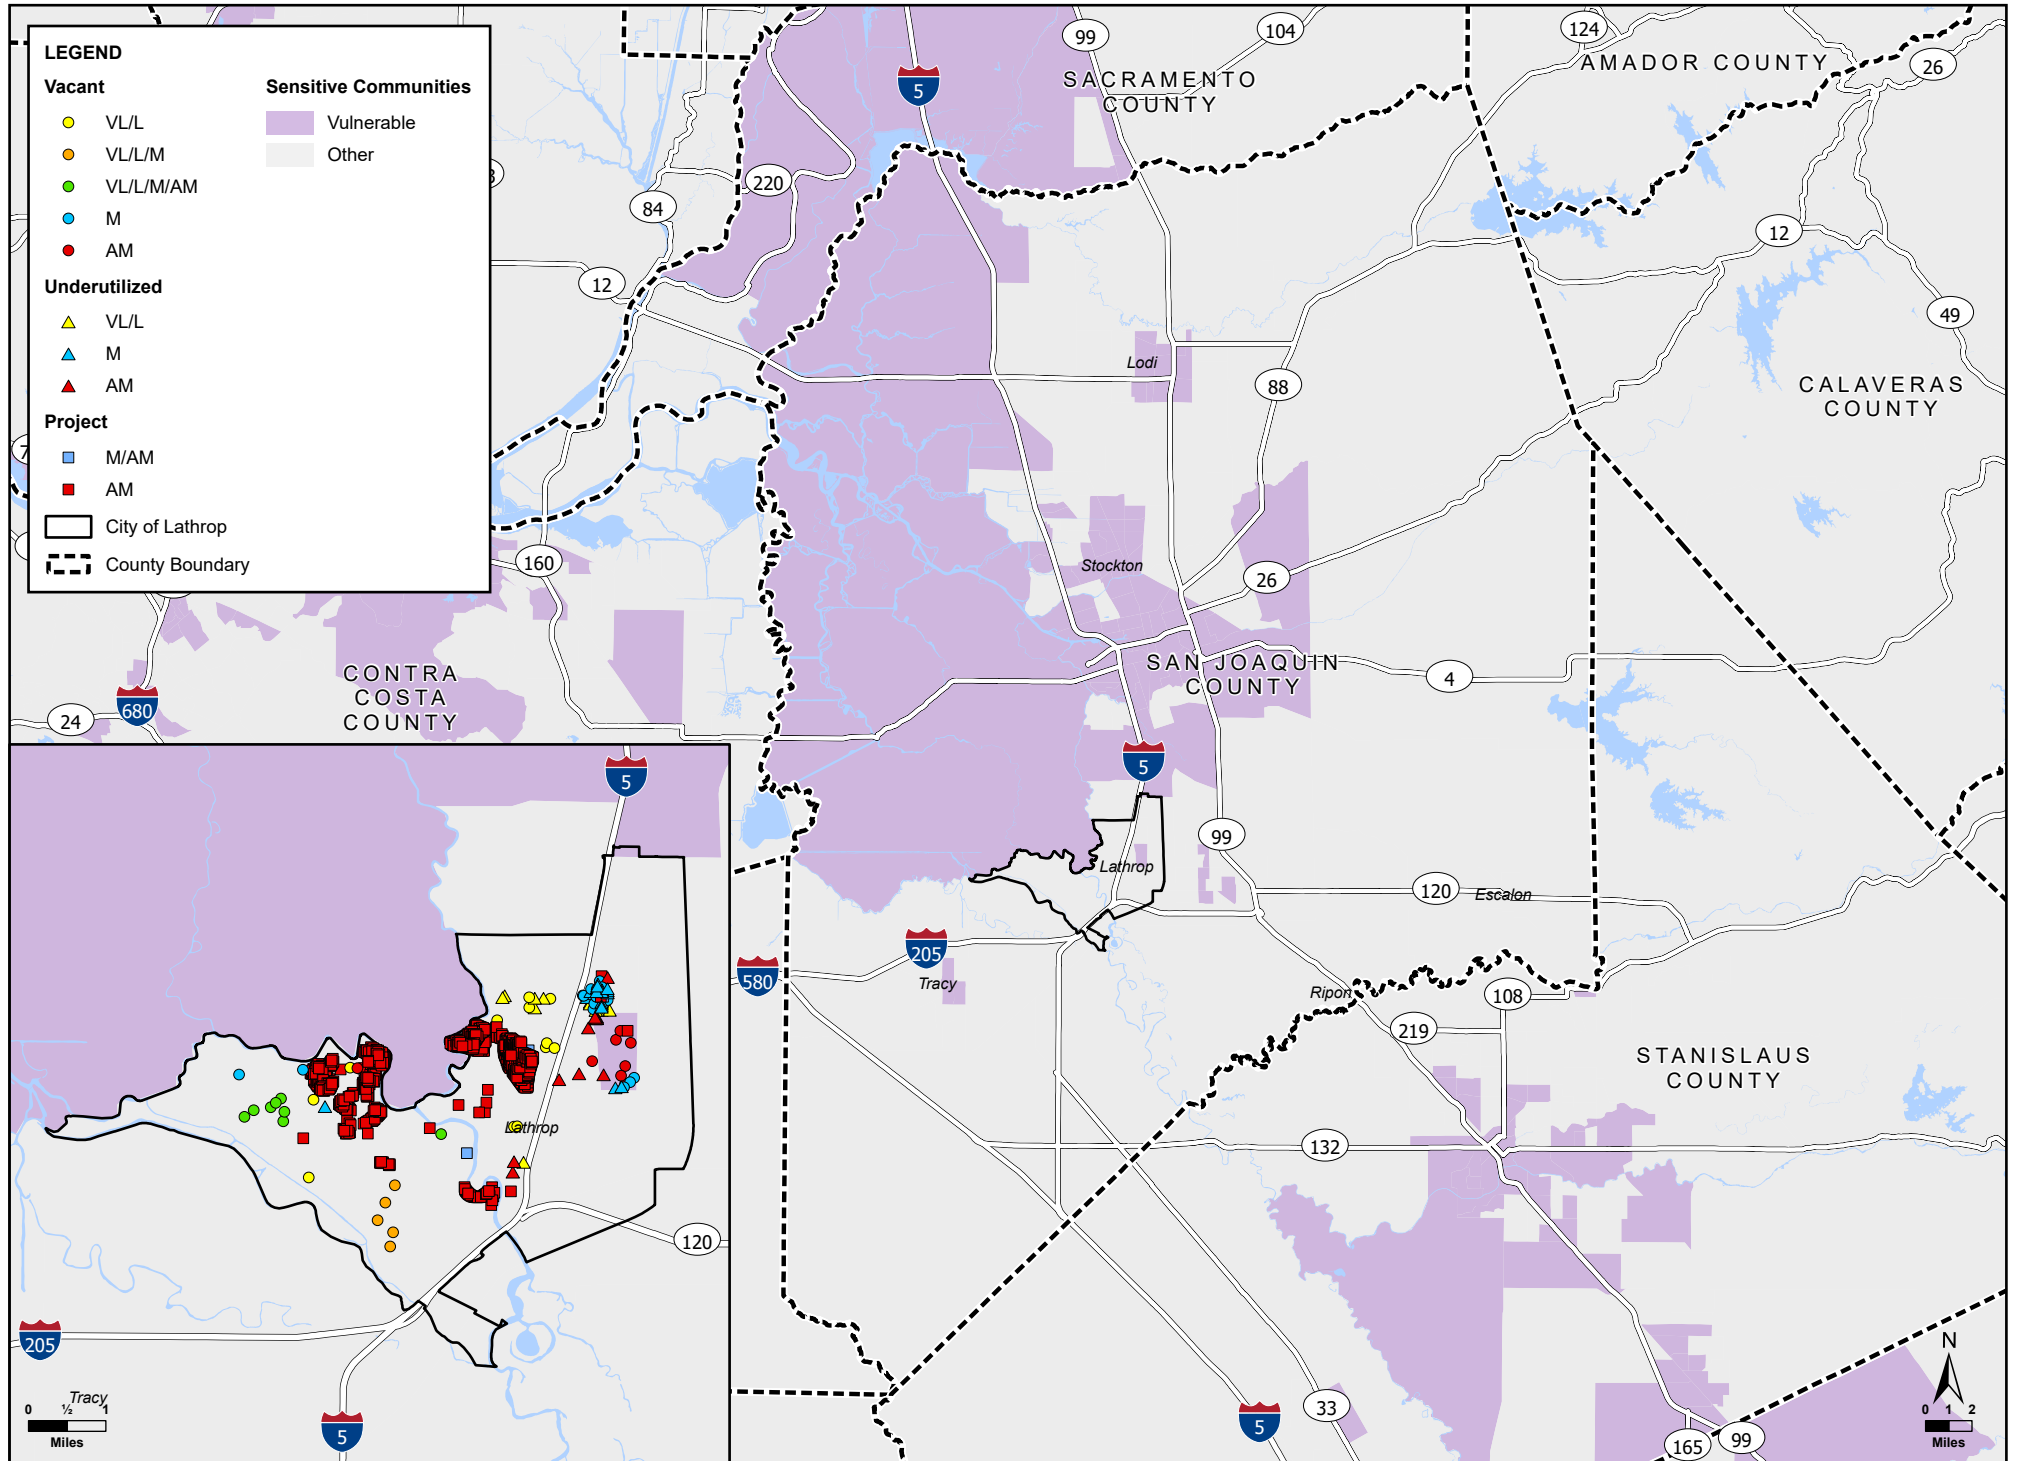 LEGEND
Vacant
VL/L
VL/L/M
VL/L/M/AM
M
AM
Underutilized
VL/L
M
AM
Project
M/AM
AM
City of Lathrop
County Boundary
Sensitive Communities
Vulnerable
Other
99
104
124
5
SACRAMENTO
COUNTY
AMADOR COUNTY
26
220
84
12
12
49
Lodi
88
CALAVERAS
COUNTY
160
Stockton
26
CONTRA
COSTA
COUNTY
SAN JOAQUIN
COUNTY
4
680
24
5
99
Lathrop
120
Escalon
205
580
Tracy
Ripon
108
219
STANISLAUS
COUNTY
132
33
5
165
99
N
0 1 2
Miles
5
Lathrop
120
205
Tracy
0 ½ 1
Miles
5